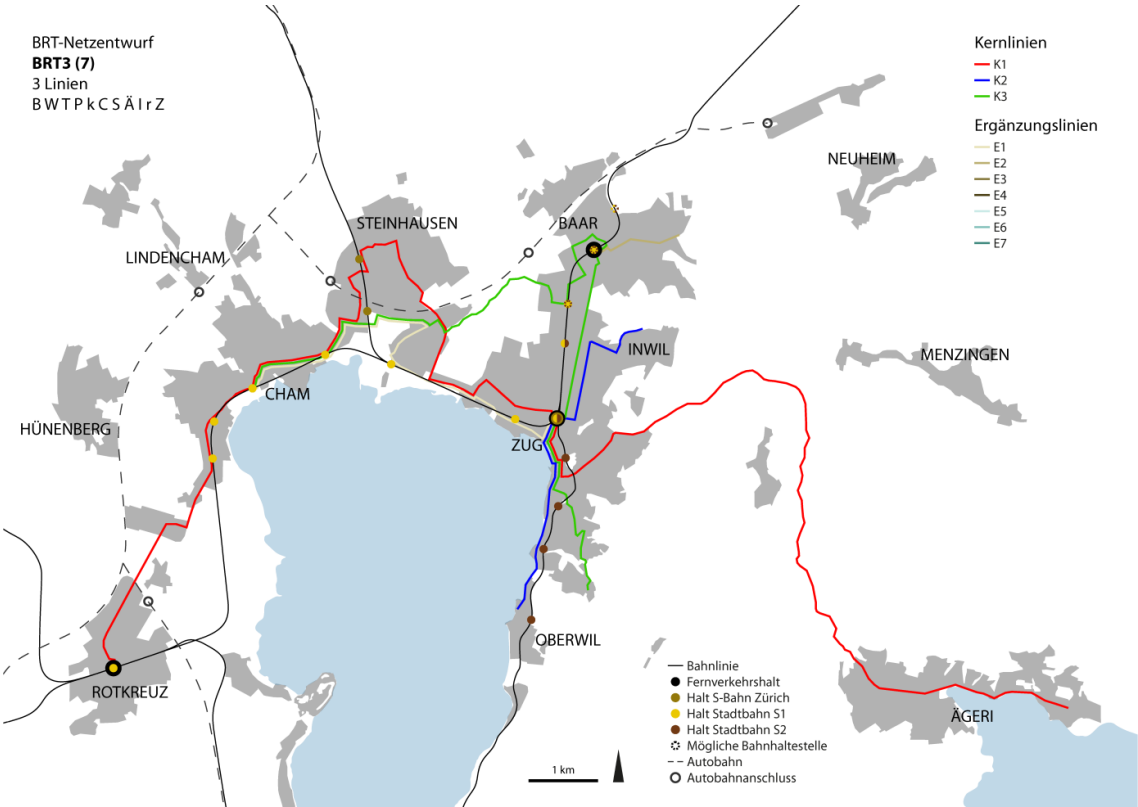 BRT-Netzentwurf
BRT3 (7)
3 Linien
B W T P k C S Ä I r Z
Kernlinien
K1
K2
K3
Ergänzungslinien
E1
E2
E3
E4
E5
E6
E7
NEUHEIM
STEINHAUSEN
BAAR
LINDENCHAM
INWIL
MENZINGEN
CHAM
HÜNENBERG
ZUG
OBERWIL
ROTKREUZ
ÄGERI
Bahnlinie
Fernverkehrshalt
Halt S-Bahn Zürich
Halt Stadtbahn S1
Halt Stadtbahn S2
Mögliche Bahnhaltestelle
Autobahn
Autobahnanschluss
1 km